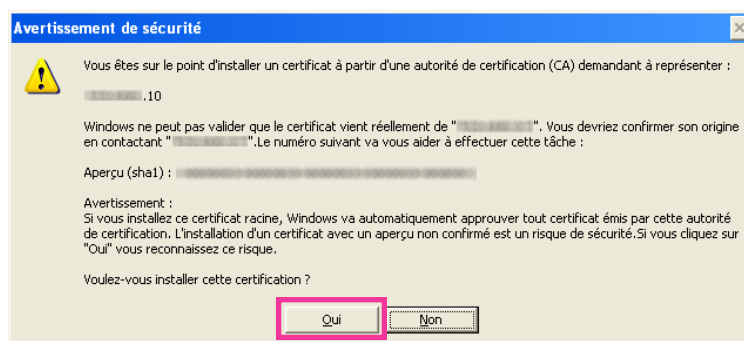 Avertissement de sécurité
Vous êtes sur le point d'installer un certificat à partir d'une autorité de certification (CA) demandant à représenter :
.10
Windows ne peut pas valider que le certificat vient réellement de "". Vous devriez confirmer son origine
en contactant "".Le numéro suivant va vous aider à effectuer cette tâche :
Aperçu (sha1) :
Avertissement :
Si vous installez ce certificat racine, Windows va automatiquement approuver tout certificat émis par cette autorité
de certification. L'installation d'un certificat avec un aperçu non confirmé est un risque de sécurité.Si vous cliquez sur
"Oui" vous reconnaissez ce risque.
Voulez-vous installer cette certification ?
Oui Non